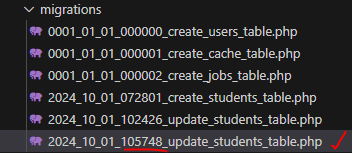 migrations
0001_01_01_000000_create_users_table.php
0001_01_01_000001_create_cache_table.php
0001_01_01_000002_create_jobs_table.php
2024_10_01_072801_create_students_table.php
2024_10_01_102426_update_students_table.php
2024_10_01_105748_update_students_table.php